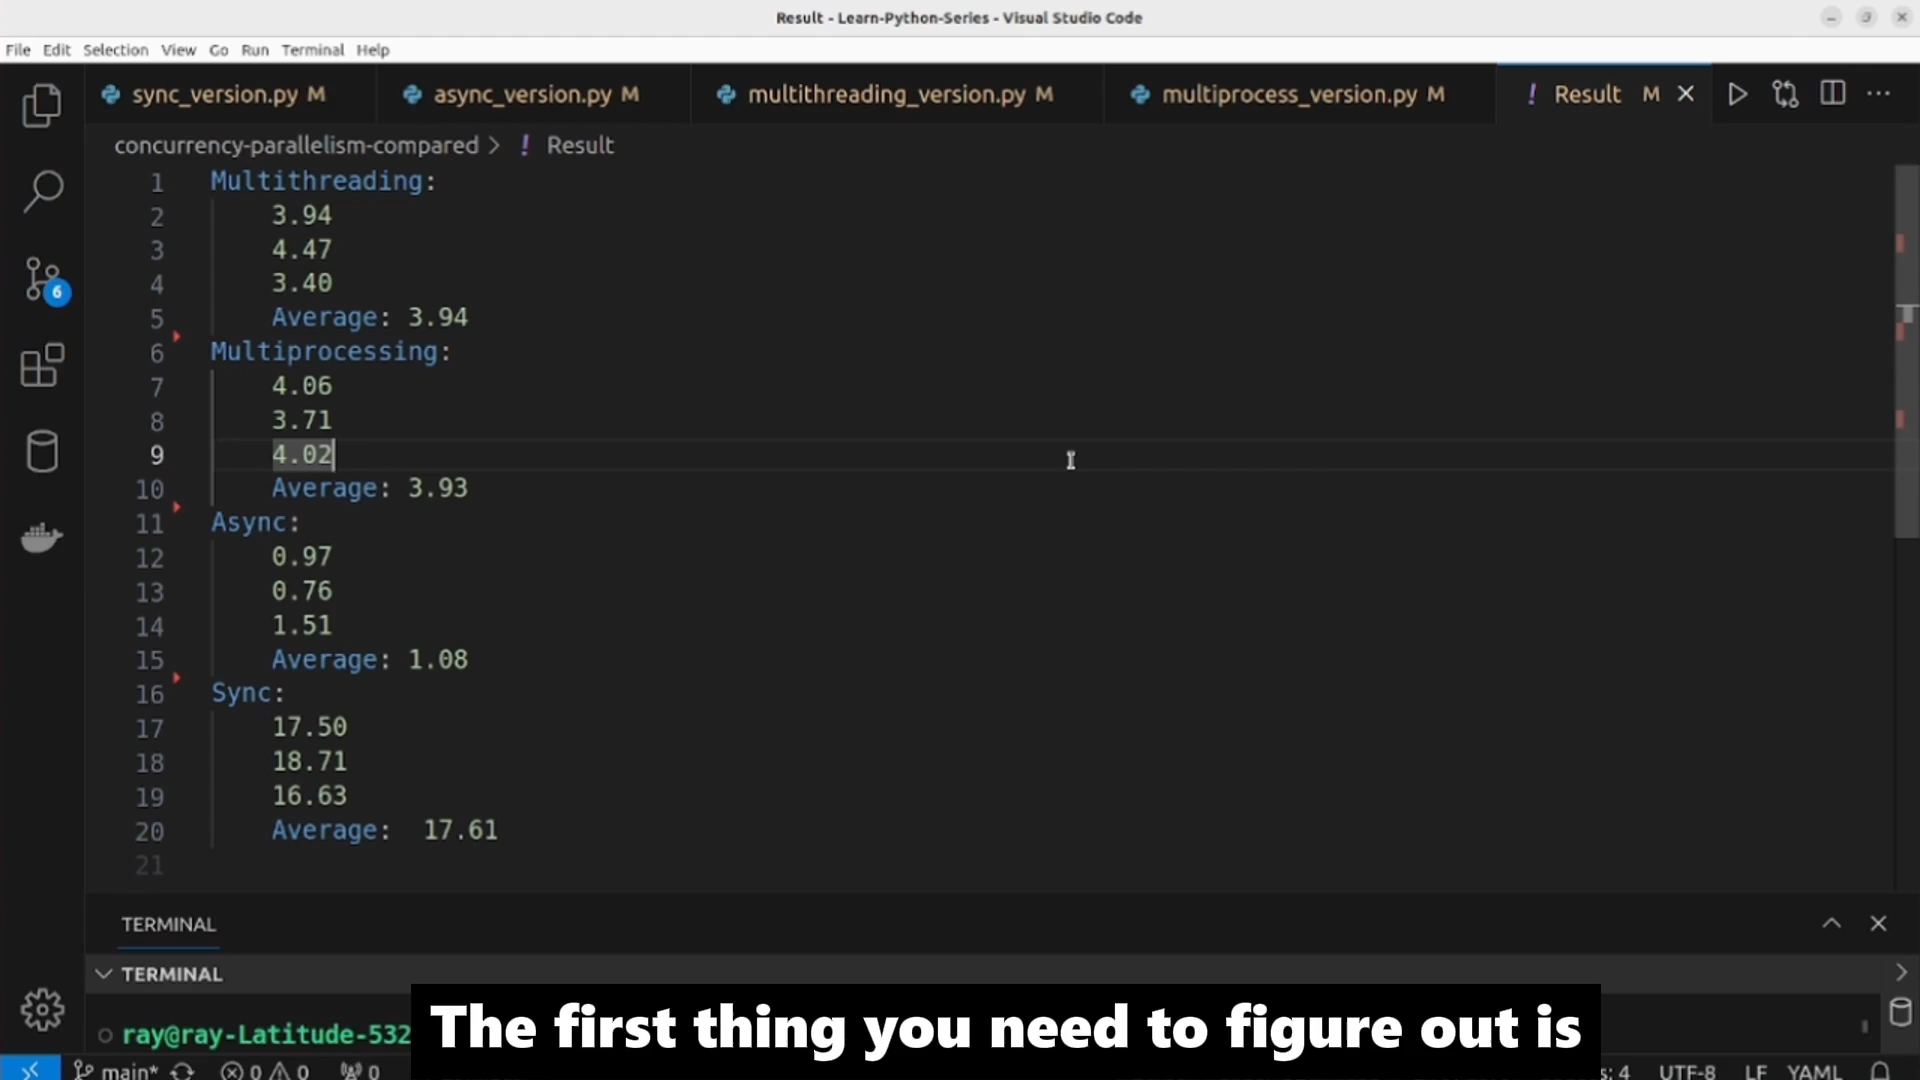 Result - Learn-Python-Series - Visual Studio Code
File Edit Selection View Go Run Terminal Help
sync_version.py M async_version.py M multithreading_version.py M multiprocess_version.py M ! Result M
concurrency-parallelism-compared > ! Result
1 Multithreading:
2 3.94
3 4.47
4 3.40
5 Average: 3.94
6 Multiprocessing:
7 4.06
8 3.71
9 4.02
10 Average: 3.93
11 Async:
12 0.97
13 0.76
14 1.51
15 Average: 1.08
16 Sync:
17 17.50
18 18.71
19 16.63
20 Average: 17.61
21
6
TERMINAL
TERMINAL
ray@ray-Latitude-532
The first thing you need to figure out is
main* 0 0 0 : 4 UTF-8 LF YAML